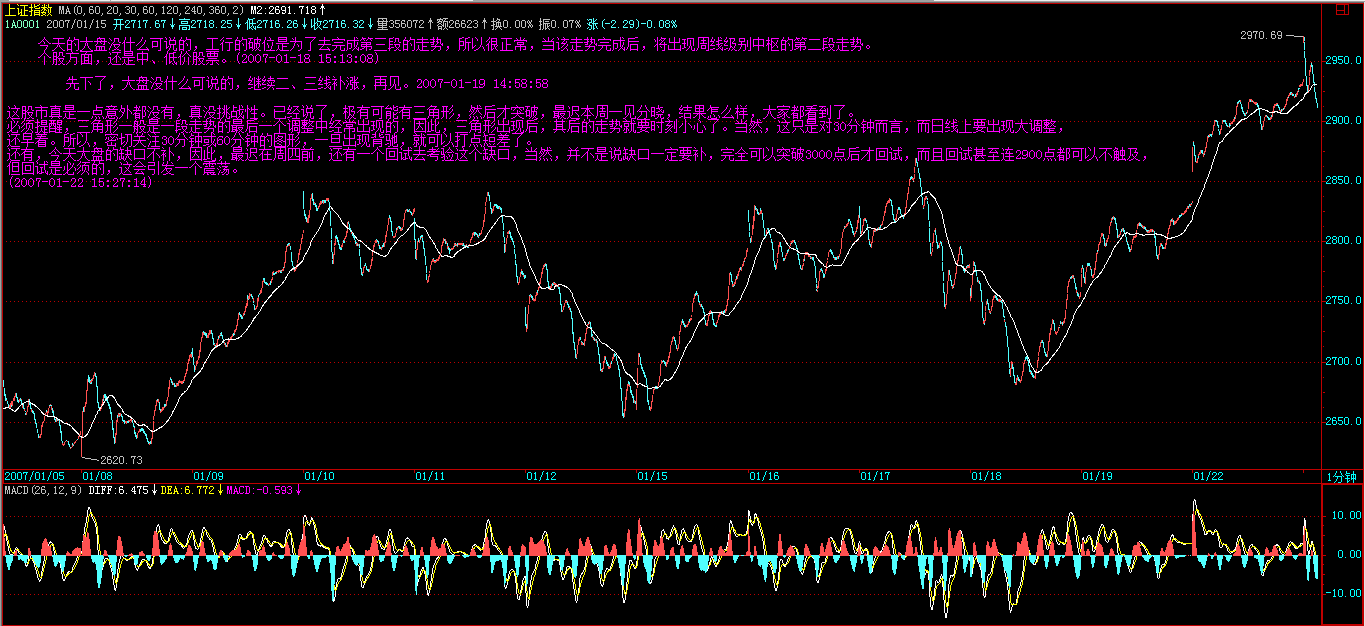 上证指数 MA(0,60,20,30,60,120,240,360,2) M2:2691.718↑
1A0001 2007/01/15 开2717.67↓高2718.25↓低2716.26↓收2716.32↓量356072↑额26623↑换0.00% 振0.07% 涨(-2.29)-0.08%
日
今天的大盘没什么可说的，工行的破位是为了去完成第三段的走势，所以很正常，当该走势完成后，将出现周线级别中枢的第二段走势。
个股方面，还是中、低价股票。(2007-01-18 15:13:08)
先下了，大盘没什么可说的，继续二、三线补涨，再见。2007-01-19 14:58:58
这股市真是一点意外都没有，真没挑战性。已经说了，极有可能有三角形，然后才突破，最迟本周一见分晓，结果怎么样，大家都看到了。
必须提醒，三角形一般是一段走势的最后一个调整中经常出现的，因此，三角形出现后，其后的走势就要时刻小心了。当然，这只是对30分钟而言，而日线上要出现大调整，
还早着。所以，密切关注30分钟或60分钟的图形，一旦出现背驰，就可以打点短差了。
还有，今天大盘的缺口不补，因此，最迟在周四前，还有一个回试去考验这个缺口，当然，并不是说缺口一定要补，完全可以突破3000点后才回试，而且回试甚至连2900点都可以不触及，
但回试是必须的，这会引发一个震荡。
(2007-01-22 15:27:14)
2970.69
2950.0
2900.0
2850.0
2800.0
2750.0
2700.0
2650.0
2620.73
2007/01/05 01/08 01/09 01/10 01/11 01/12 01/15 01/16 01/17 01/18 01/19 01/22 1分钟
MACD(26,12,9) DIFF:6.475↓DEA:6.772↓MACD:-0.593↓
10.00
0.00
-10.00